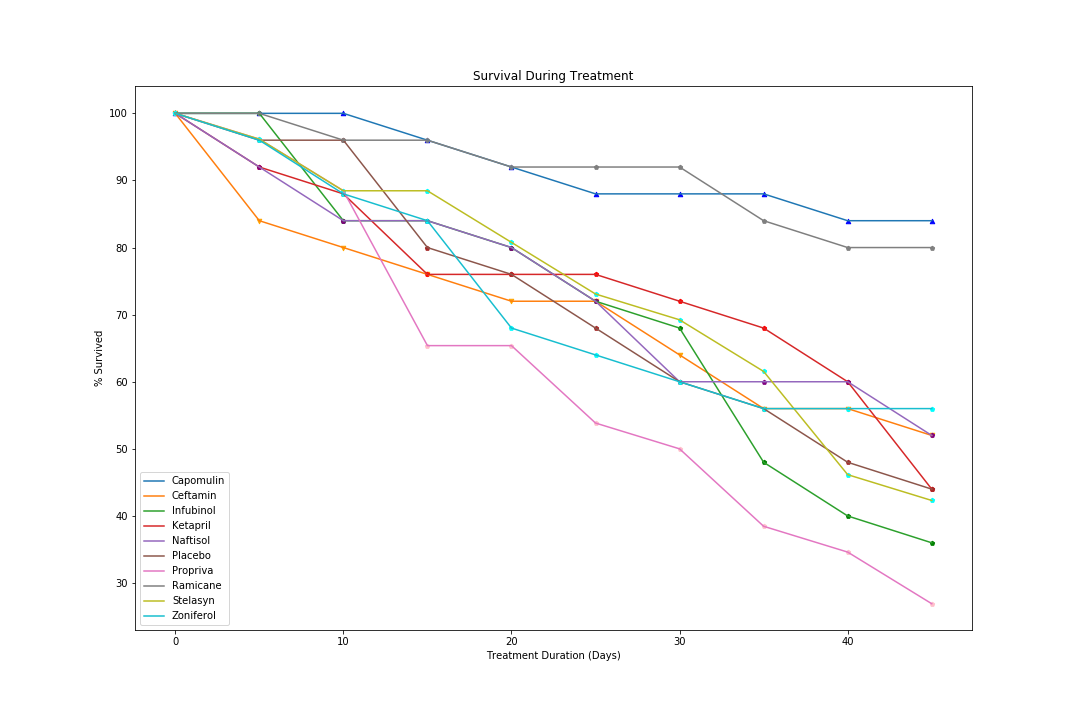 Survival During Treatment
100
90
80
70
60
50
40
30
% Survived
Capomulin
Ceftamin
Infubinol
Ketapril
Naftisol
Placebo
Propriva
Ramicane
Stelasyn
Zoniferol
0 10 20 30 40
Treatment Duration (Days)